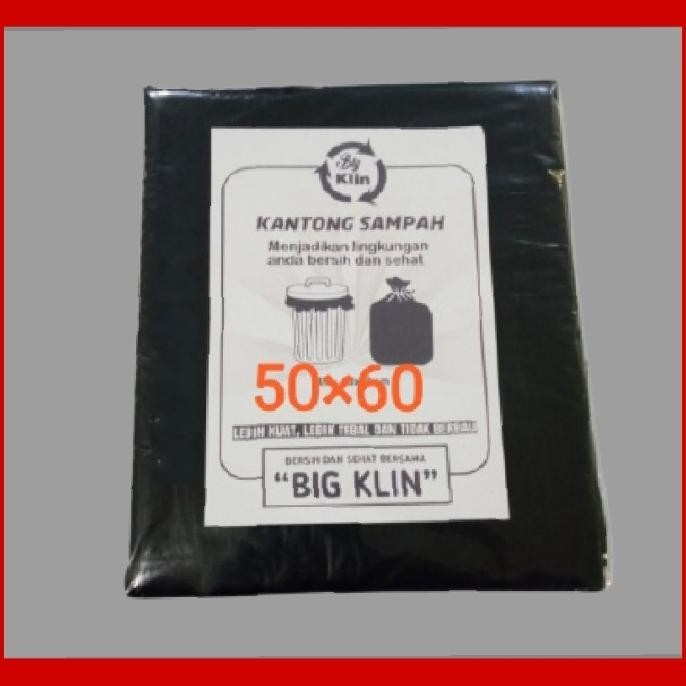 Big
Klin
KANTONG SAMPAH
Menjadikan lingkungan
anda bersih dan sehat
50×60
LEBIH KUAT, LEBIH TEBAL DAN TIDAK BERBAU
BERSIH DAN SEHAT BERSAMA
“BIG KLIN”